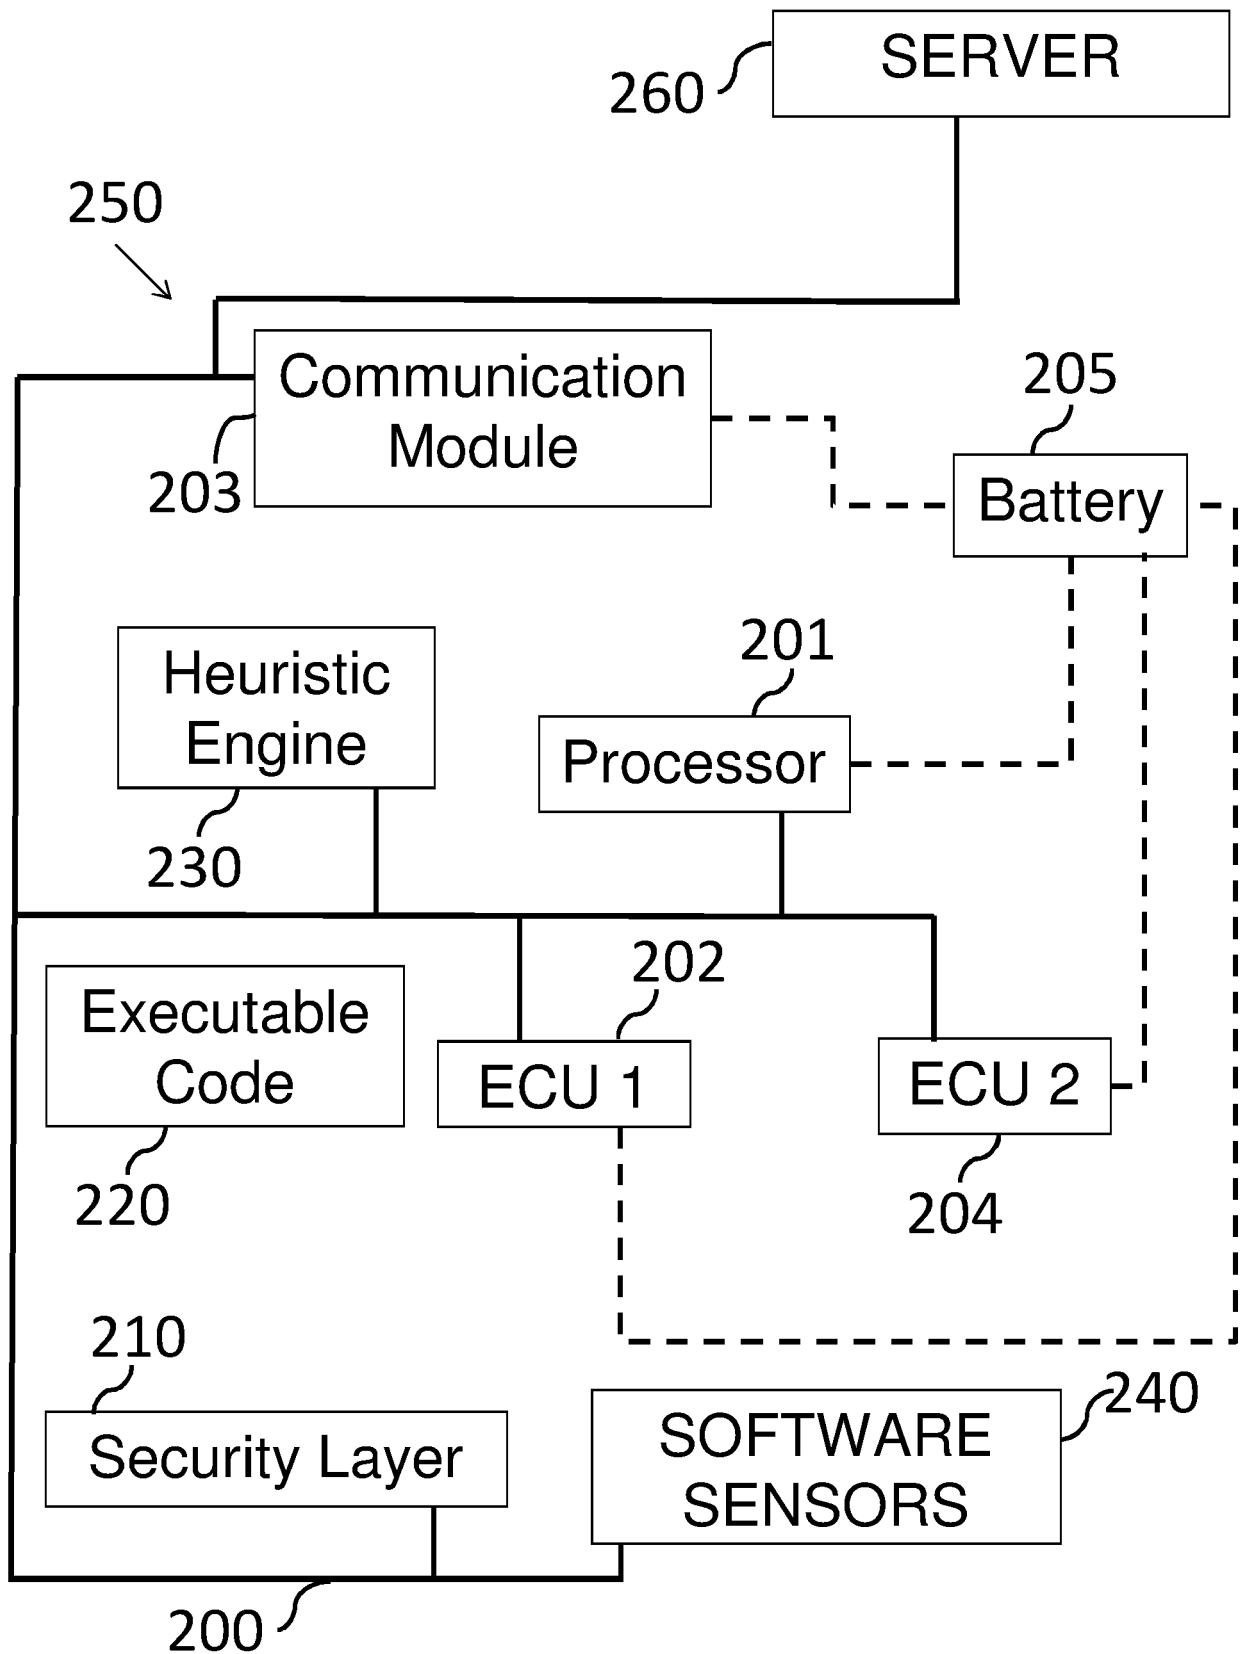 SERVER
260
250
Communication
Module
203
205
Battery
201
Heuristic
Engine
230
Processor
202
Executable
Code
220
ECU 1
ECU 2
204
210
Security Layer
240
SOFTWARE
SENSORS
200